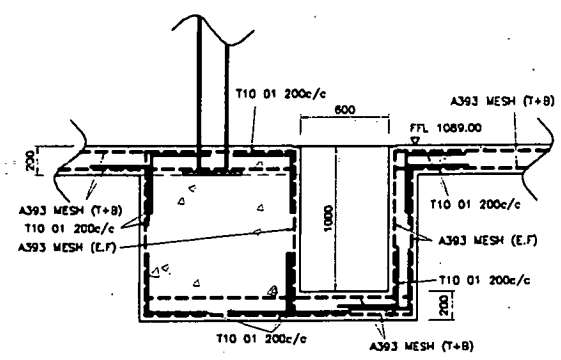 T10 01 200c/c
600
A393 MESH (T+B)
FFL 1089.00
200
A393 MESH (T+B)
T10 01 200c/c
A393 MESH (E.F)
1000
T10 01 200c/c
A393 MESH (E.F)
T10 01 200c/c
200
T10 01 200c/c
A393 MESH (T+B)